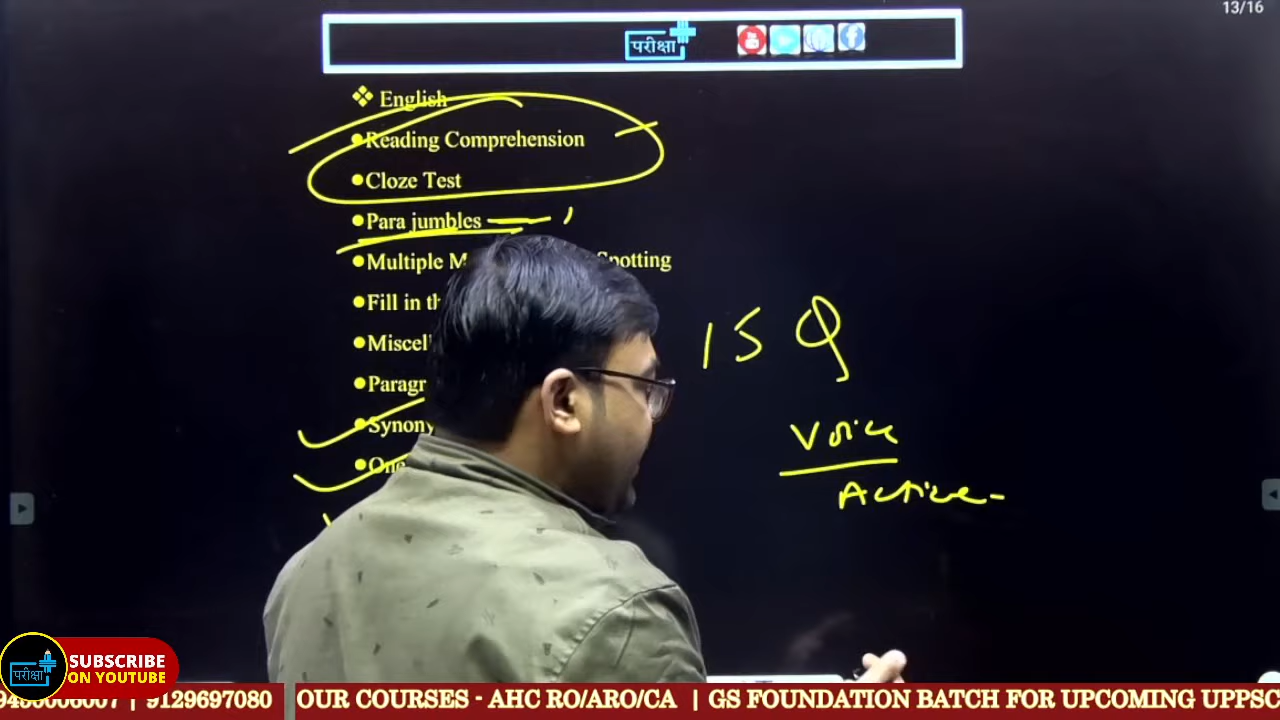 13/16
परीक्षा
❖ English
●Reading Comprehension
●Cloze Test
●Para jumbles
●Multiple M Spotting
●Fill in th
●Miscell
●Paragr
●Synony
●One
15 Q
Voice
Active-
परीक्षा
SUBSCRIBE
ON YOUTUBE
9129697080 OUR COURSES - AHC RO/ARO/CA | GS FOUNDATION BATCH FOR UPCOMING UPPSC